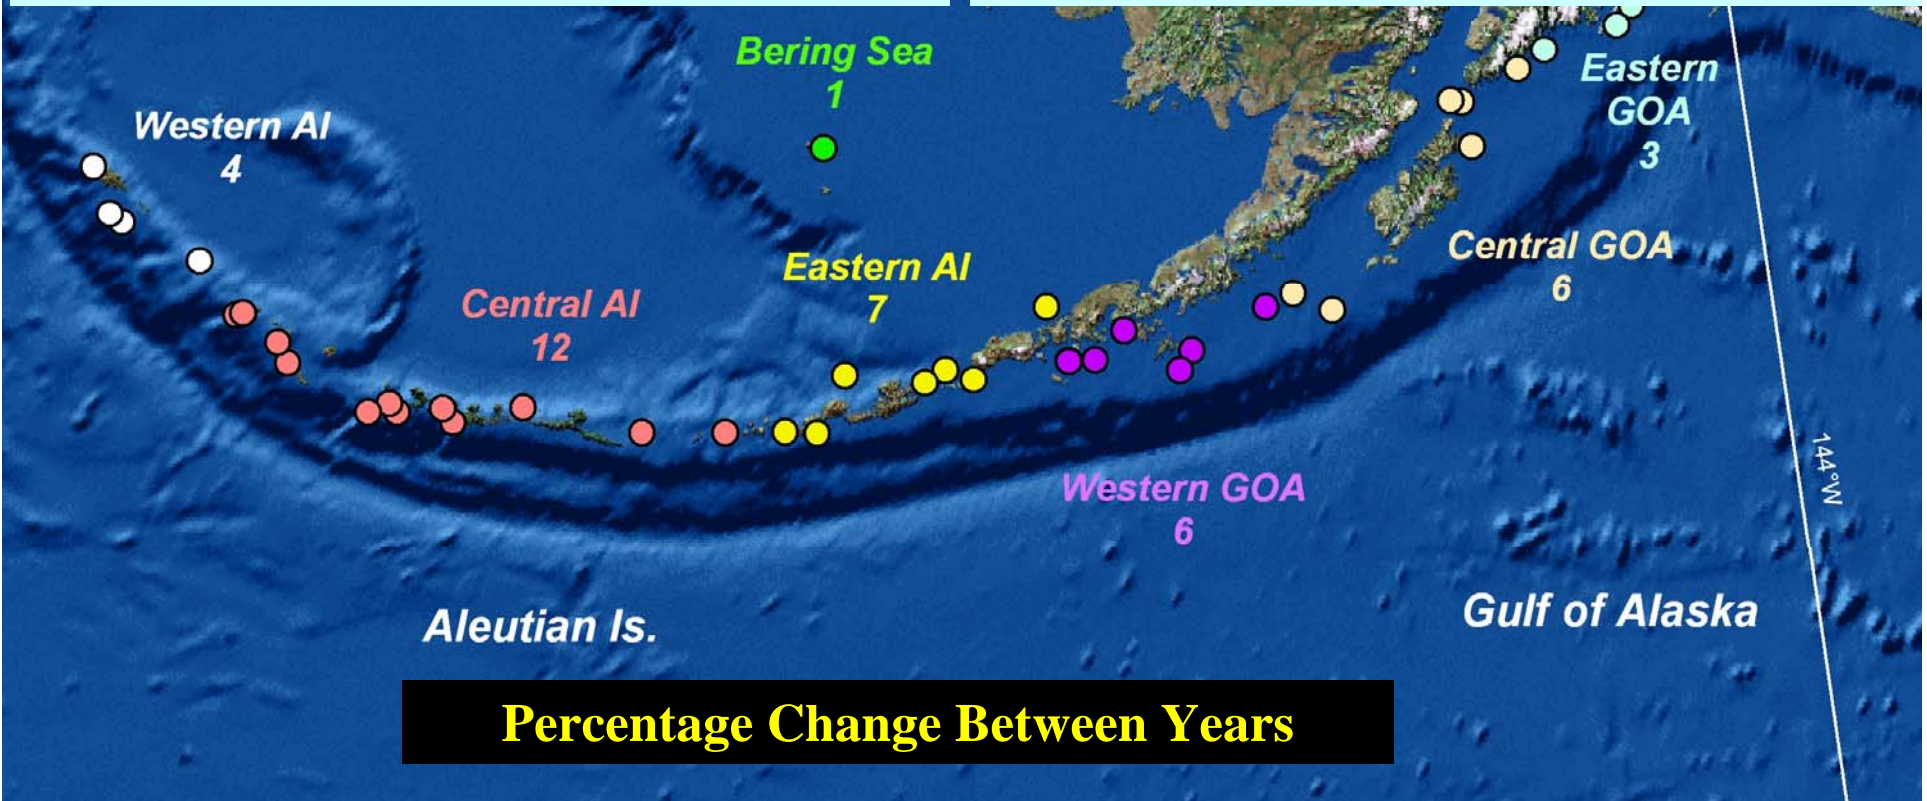 Bering Sea
1
Eastern
GOA
3
Western AI
4
Central GOA
6
Eastern AI
7
Central AI
12
144°W
Western GOA
6
Aleutian Is.
Gulf of Alaska
Percentage Change Between Years